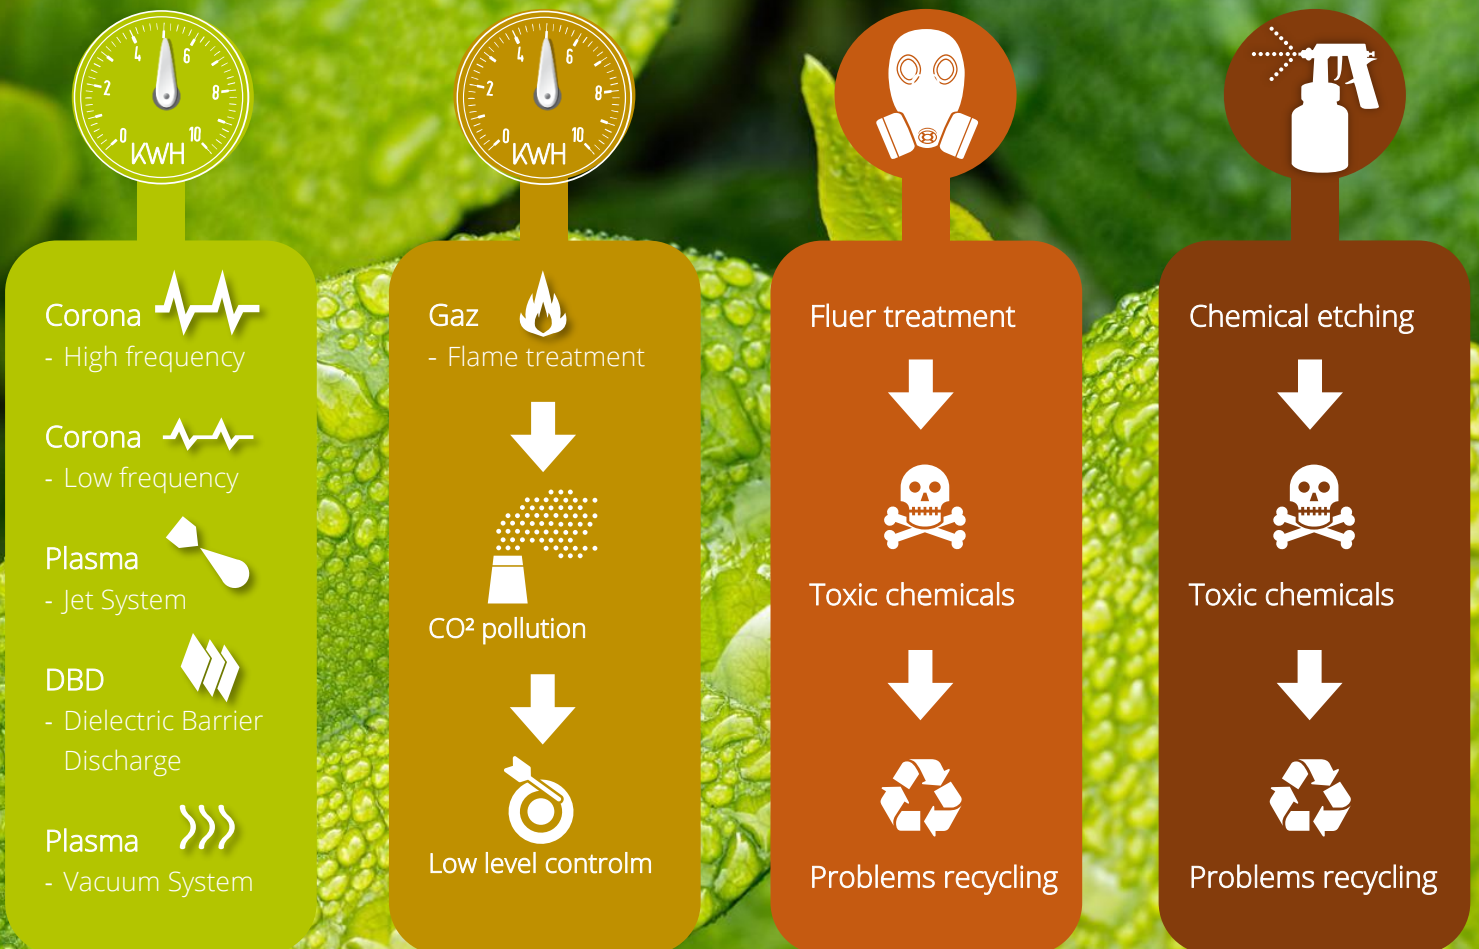 0 2 4 6 8 10
KWH
Corona
- High frequency
Corona
- Low frequency
Plasma
- Jet System
DBD
- Dielectric Barrier
Discharge
Plasma
- Vacuum System
0 2 4 6 8 10
KWH
Gaz
- Flame treatment
CO² pollution
Low level controlm
Fluer treatment
Toxic chemicals
Problems recycling
Chemical etching
Toxic chemicals
Problems recycling